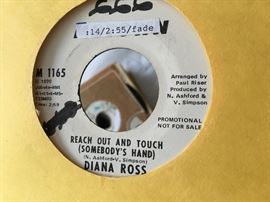 :14/2:55/fade
M 1165
Arranged by
Paul Riser
Produced by
N. Ashford &
V. Simpson
PROMOTIONAL
NOT FOR SALE
REACH OUT AND TOUCH
(SOMEBODY'S HAND)
N. Ashford-V. Simpson
DIANA ROSS